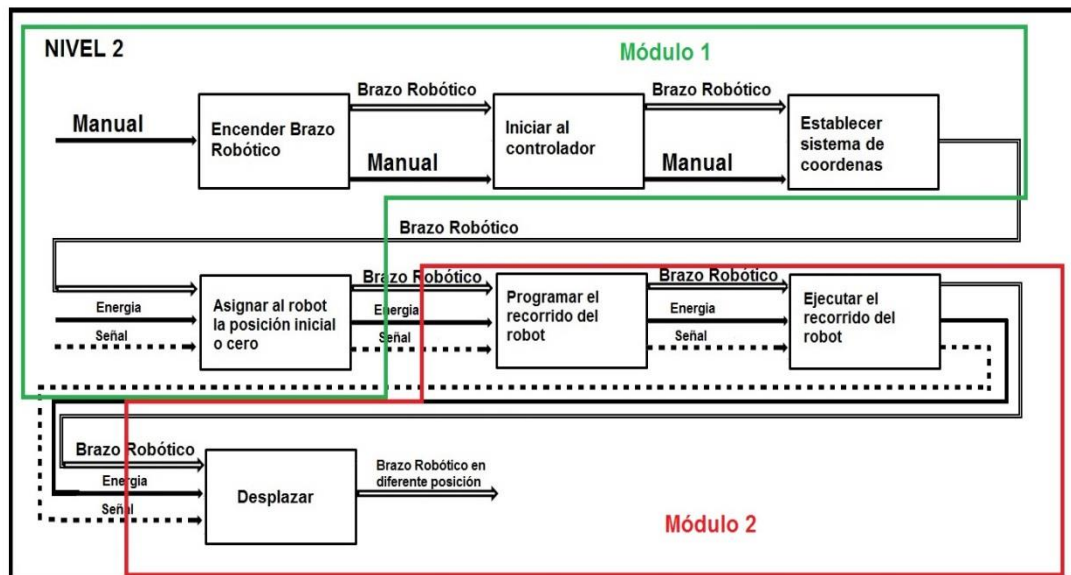 NIVEL 2
Módulo 1
Manual
Encender Brazo
Robótico
Brazo Robótico
Manual
Iniciar al
controlador
Brazo Robótico
Manual
Establecer
sistema de
coordenas
Brazo Robótico
Energia
Señal
Asignar al robot
la posición inicial
o cero
Brazo Robótico
Energia
Señal
Programar el
recorrido del
robot
Brazo Robótico
Energia
Señal
Ejecutar el
recorrido del
robot
Brazo Robótico
Energia
Señal
Desplazar
Brazo Robótico en
diferente posición
Módulo 2